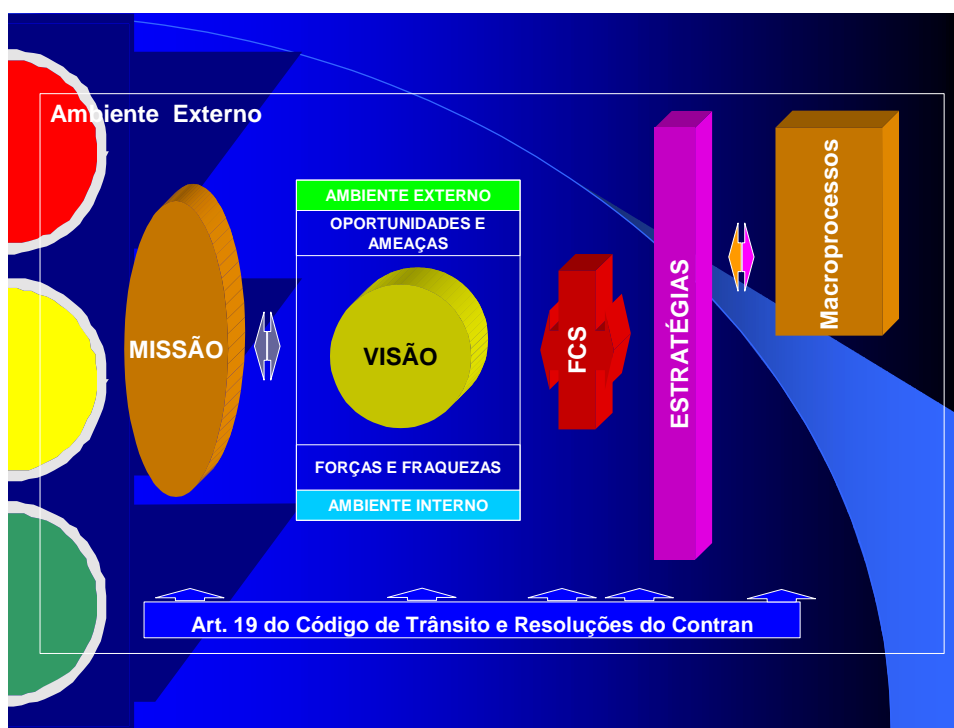 Ambiente Externo
MISSÃO
AMBIENTE EXTERNO
OPORTUNIDADES E
AMEAÇAS
VISÃO
FORÇAS E FRAQUEZAS
AMBIENTE INTERNO
FCS
ESTRATÉGIAS
Macroprocessos
Art. 19 do Código de Trânsito e Resoluções do Contran